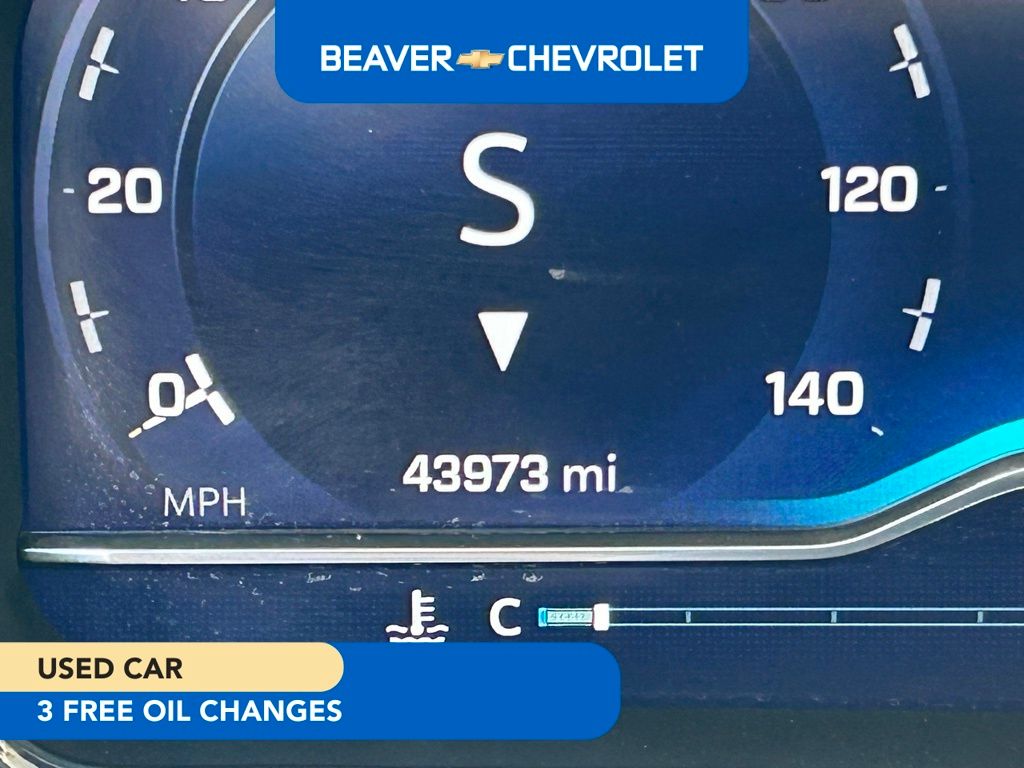 BEAVER CHEVROLET
S
20
120
0
140
43973 mi
MPH
C
USED CAR
3 FREE OIL CHANGES